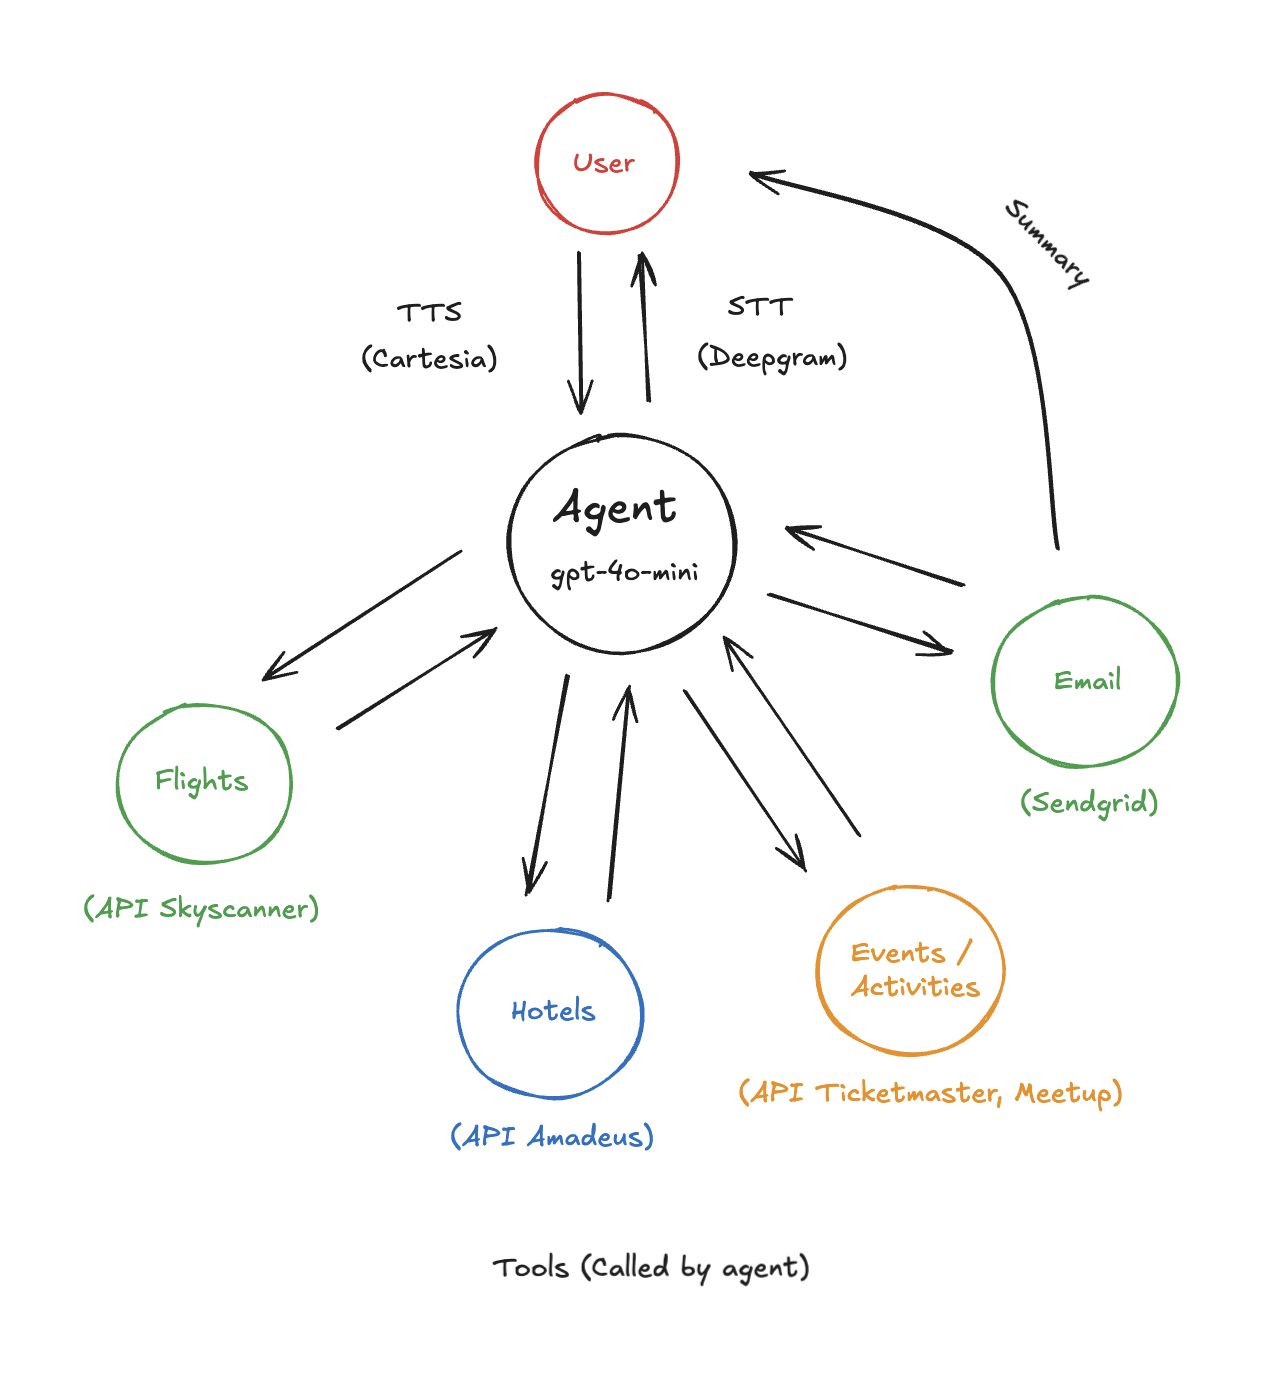 User
Summary
TTS
(Cartesia)
STT
(Deepgram)
Agent
gpt-4o-mini
Email
(Sendgrid)
Flights
(API Skyscanner)
Events /
Activities
(API Ticketmaster, Meetup)
Hotels
(API Amadeus)
Tools (Called by agent)